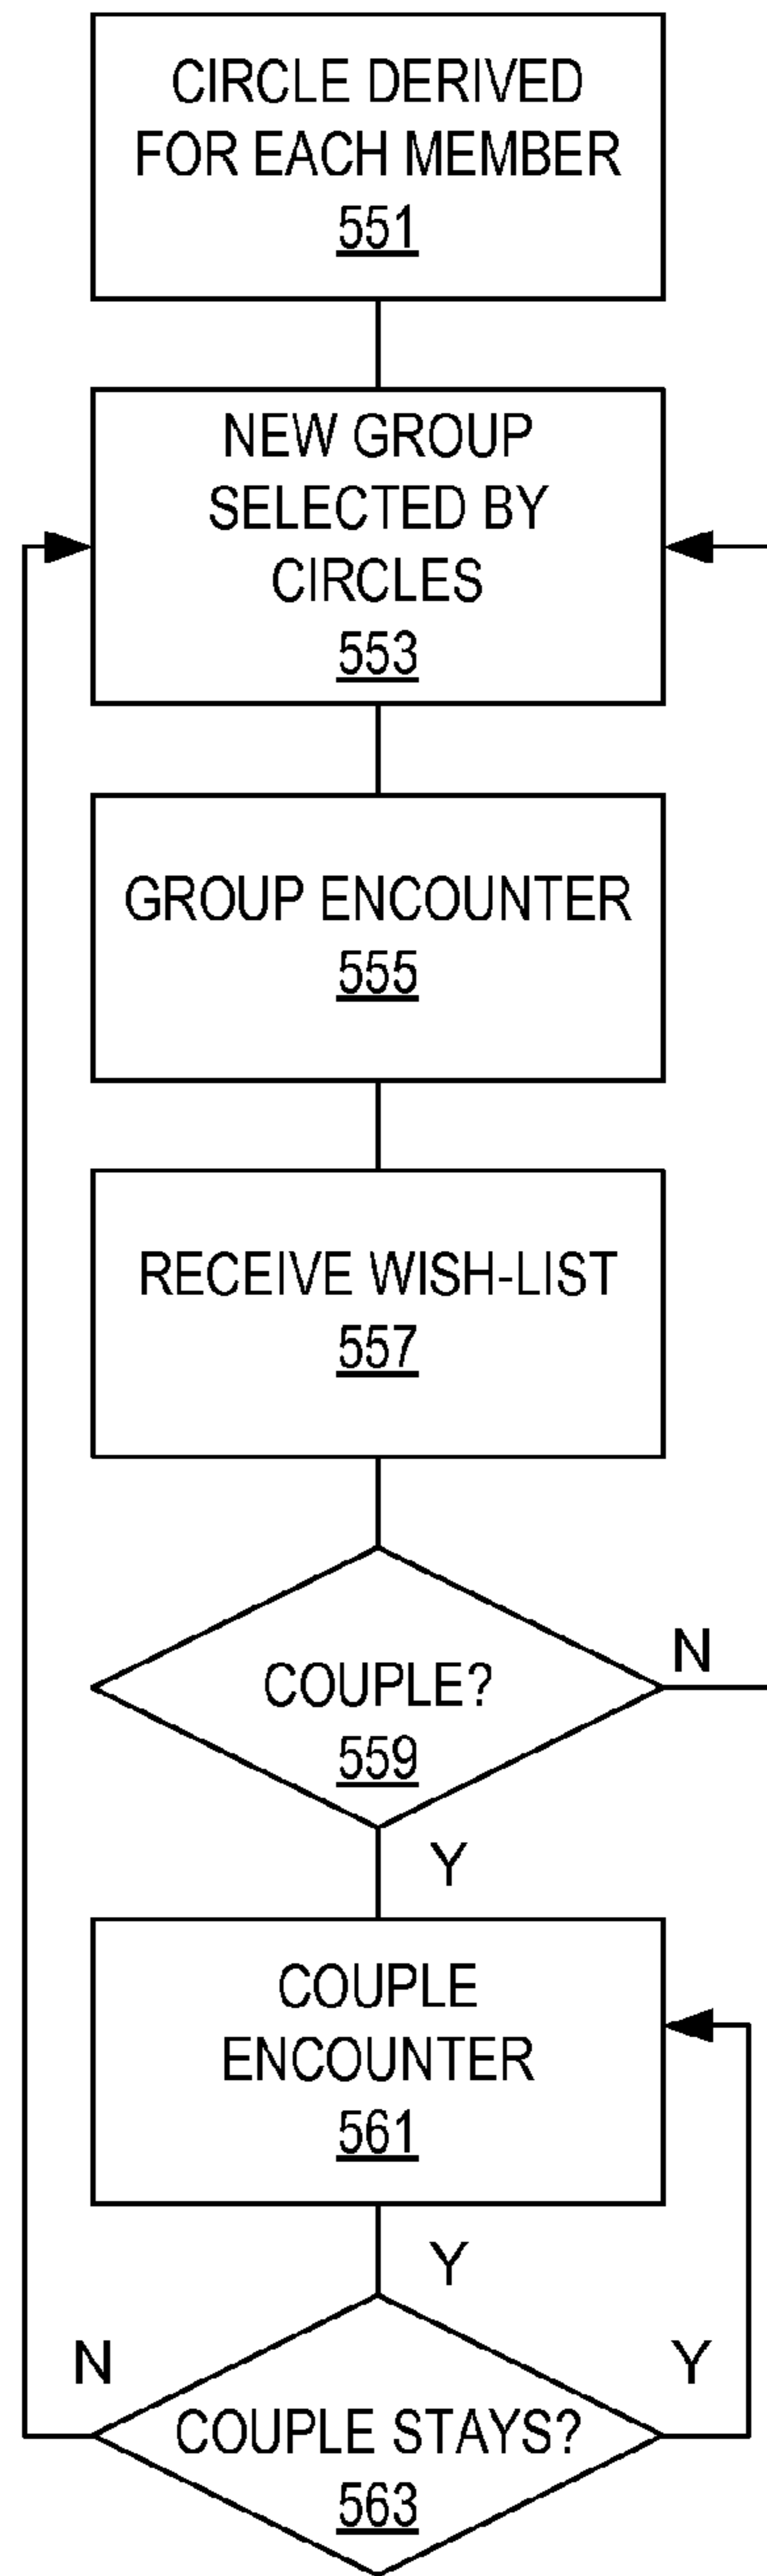 CIRCLE DERIVED
FOR EACH MEMBER
551
NEW GROUP
SELECTED BY
CIRCLES
553
GROUP ENCOUNTER
555
RECEIVE WISH-LIST
557
N
COUPLE?
559
Y
COUPLE
ENCOUNTER
561
Y
N
Y
COUPLE STAYS?
563